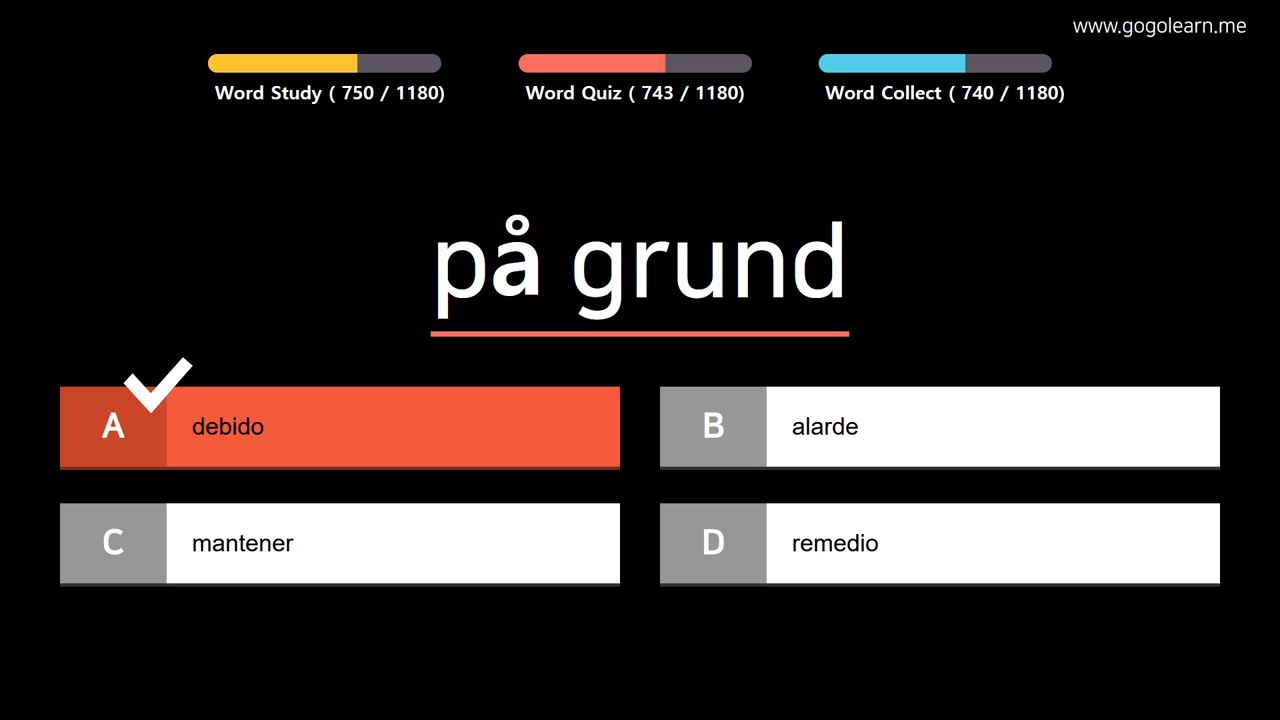 www.gogolearn.me
Word Study ( 750 / 1180)
Word Quiz ( 743 / 1180)
Word Collect ( 740 / 1180)
på grund
A debido
B alarde
C mantener
D remedio